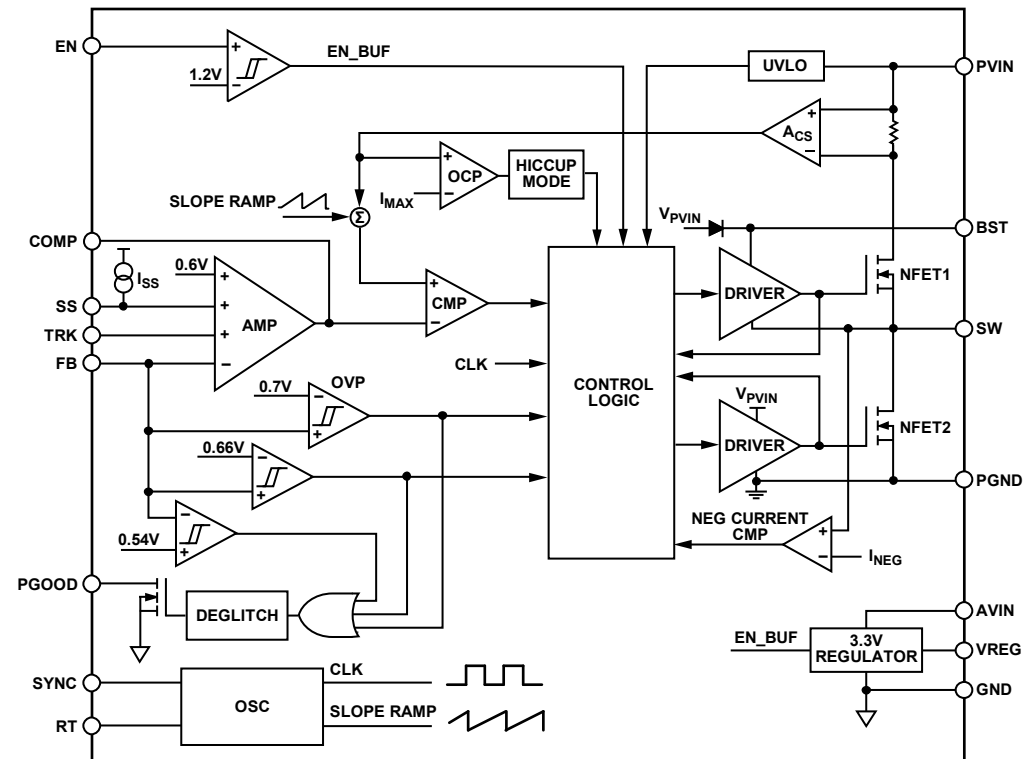 EN
1.2V
+
−
EN_BUF
UVLO
PVIN
ACS
+
−
+
−
OCP
HICCUP
MODE
IMAX
SLOPE RAMP
Σ
VPVIN
BST
COMP
ISS
0.6V
+
SS
+
AMP
TRK
+
FB
−
+
−
CMP
DRIVER
NFET1
SW
CLK
CONTROL
LOGIC
OVP
0.7V
−
+
VPVIN
DRIVER
NFET2
0.66V
−
+
PGND
0.54V
−
+
NEG CURRENT
CMP
+
−
INEG
PGOOD
DEGLITCH
AVIN
EN_BUF
3.3V
REGULATOR
VREG
GND
SYNC
OSC
CLK
RT
SLOPE RAMP